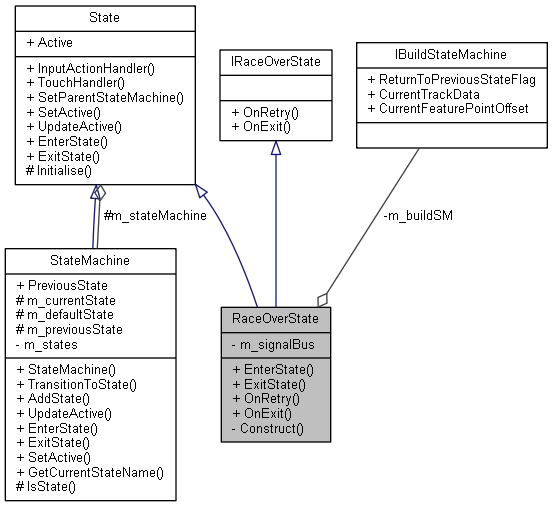 State
+ Active
+ InputActionHandler()
+ TouchHandler()
+ SetParentStateMachine()
+ SetActive()
+ UpdateActive()
+ EnterState()
+ ExitState()
# Initialise()
IRaceOverState
+ OnRetry()
+ OnExit()
IBuildStateMachine
+ ReturnToPreviousStateFlag
+ CurrentTrackData
+ CurrentFeaturePointOffset
#m_stateMachine
-m_buildSM
StateMachine
+ PreviousState
# m_currentState
# m_defaultState
# m_previousState
- m_states
+ StateMachine()
+ TransitionToState()
+ AddState()
+ UpdateActive()
+ EnterState()
+ ExitState()
+ SetActive()
+ GetCurrentStateName()
# IsState()
RaceOverState
- m_signalBus
+ EnterState()
+ ExitState()
+ OnRetry()
+ OnExit()
- Construct()